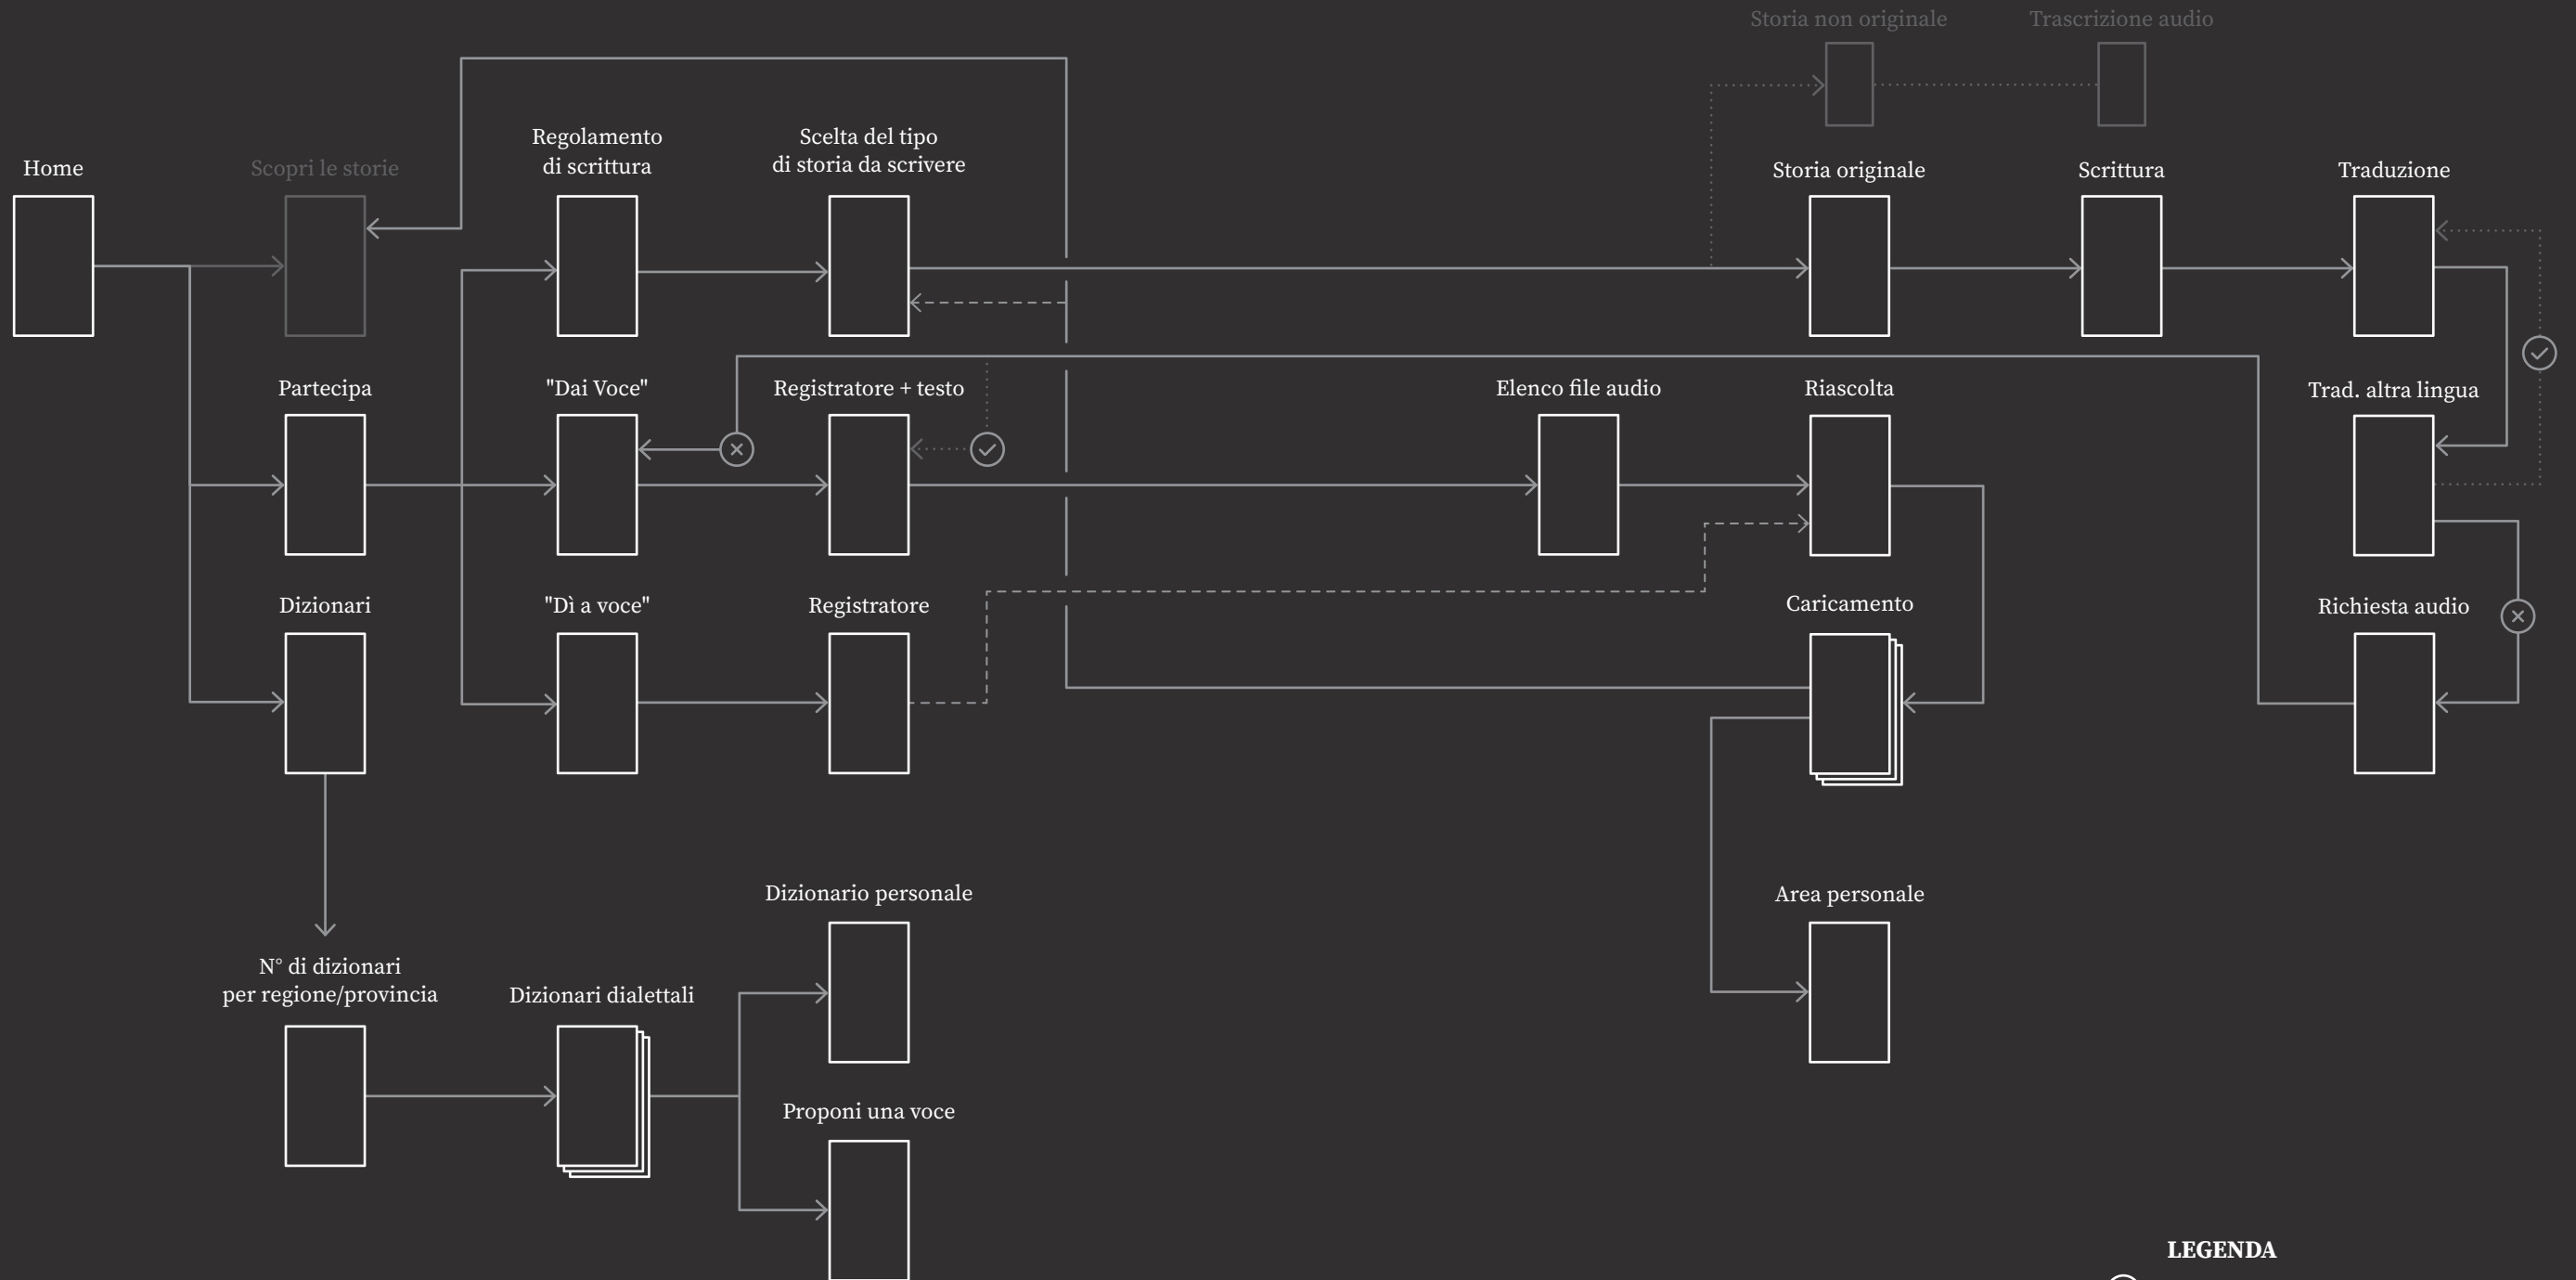 Storia non originale
Trascrizione audio
Regolamento
di scrittura
Scelta del tipo
di storia da scrivere
Home
Scopri le storie
Storia originale
Scrittura
Traduzione
Partecipa
"Dai Voce"
Registratore + testo
Elenco file audio
Riascolta
Trad. altra lingua
Dizionari
"Dì a voce"
Registratore
Caricamento
Richiesta audio
Dizionario personale
Area personale
N° di dizionari
per regione/provincia
Dizionari dialettali
Proponi una voce
LEGENDA